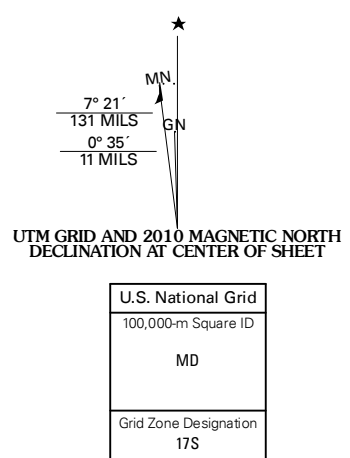 ★
MN
7° 21´
131 MILS
GN
0° 35´
11 MILS
UTM GRID AND 2010 MAGNETIC NORTH
DECLINATION AT CENTER OF SHEET
U.S. National Grid
100,000-m Square ID
MD
Grid Zone Designation
17S